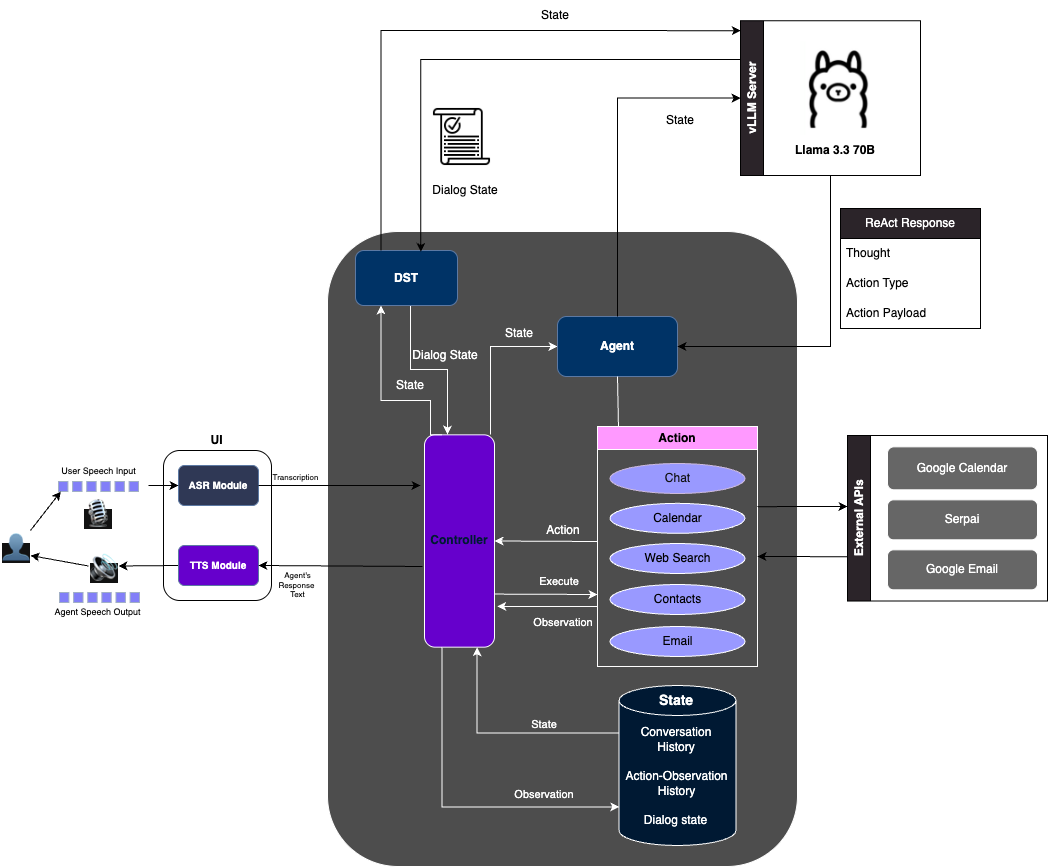 State
vLLM Server
Llama 3.3 70B
State
Dialog State
ReAct Response
Thought
Action Type
Action Payload
DST
State
Agent
Dialog State
State
Action
UI
User Speech Input
ASR Module
Transcription
Chat
Calendar
Web Search
Contacts
Email
External APIs
Google Calendar
Serpai
Google Email
Controller
Action
Execute
Observation
TTS Module
Agent's
Response
Text
Agent Speech Output
State
Conversation
History
Action-Observation
History
Dialog state
State
Observation